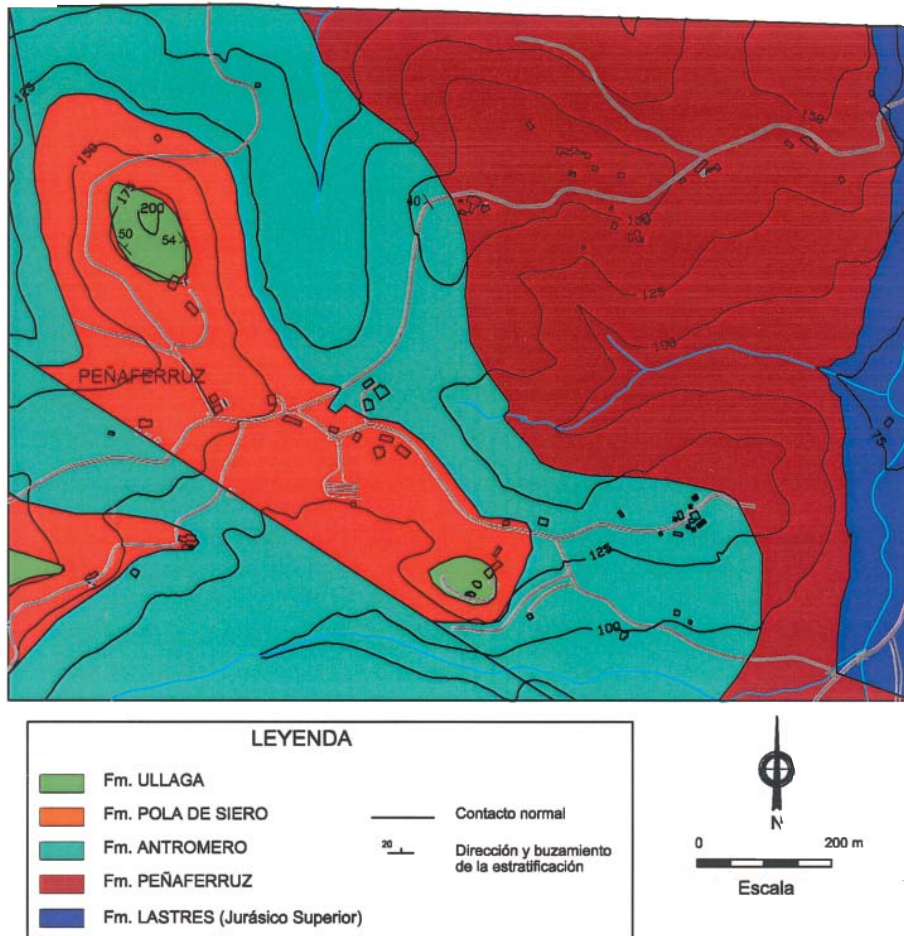 125
150
175
200
50
54
40
150
150
125
100
PEÑAFERRUZ
75
125
100
LEYENDA
Fm. ULLAGA
Fm. POLA DE SIERO
Fm. ANTROMERO
Fm. PEÑAFERRUZ
Fm. LASTRES (Jurásico Superior)
Contacto normal
20
Dirección y buzamiento
de la estratificación
N
0 200 m
Escala